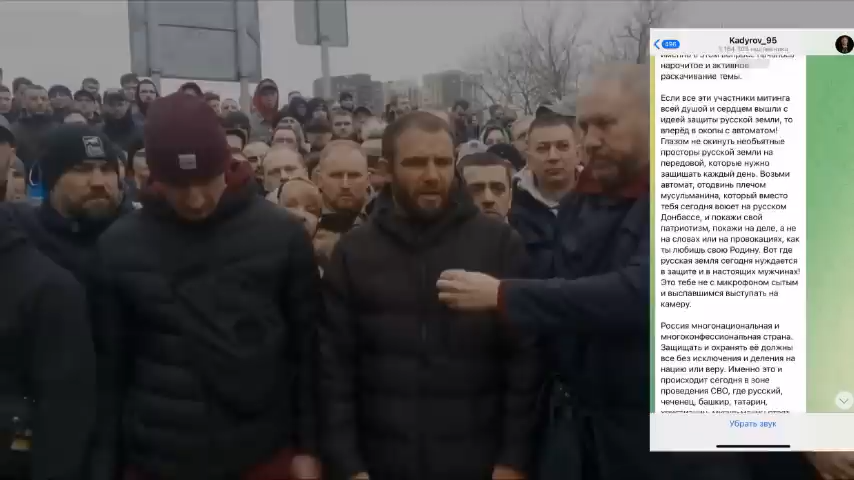 496
Kadyrov_95
нарочитое и активное
раскачивание темы.
Если все эти участники митинга
всей душой и сердцем вышли с
идеей защиты русской земли, то
вперёд в окопы с автоматом!
Глазом не окинуть необъятные
просторы русской земли на
передовой, которые нужно
защищать каждый день. Возьми
автомат, отодвинь плечом
мусульманина, который вместо
тебя сегодня воюет на русском
Донбассе, и покажи свой
патриотизм, покажи на деле, а не
на словах или на провокациях, как
ты любишь свою Родину. Вот где
русская земля сегодня нуждается
в защите и в настоящих мужчинах!
Это тебе не с микрофоном сытым
и выспавшимся выступать на
камеру.
Россия многонациональная и
многоконфессиональная страна.
Защищать и охранять её должны
все без исключения и деления на
нацию или веру. Именно это и
происходит сегодня в зоне
проведения СВО, где русский,
чеченец, башкир, татарин,
Убрать звук